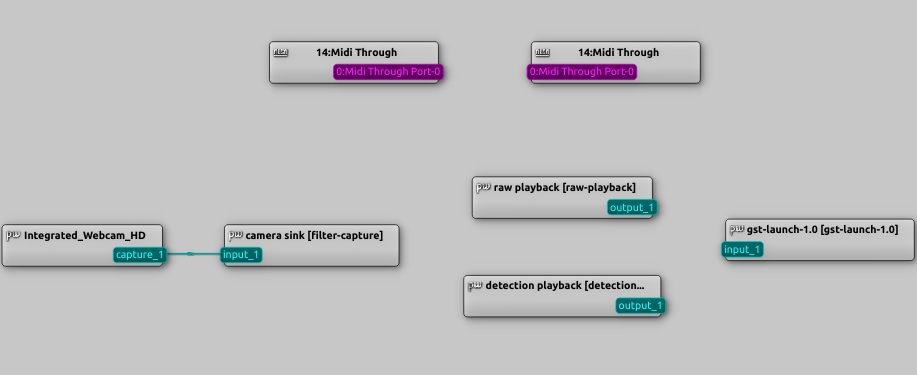 14:Midi Through
0:Midi Through Port-0
14:Midi Through
0:Midi Through Port-0
raw playback [raw-playback]
output_1
Integrated_Webcam_HD
capture_1
camera sink [filter-capture]
input_1
gst-launch-1.0 [gst-launch-1.0]
input_1
detection playback [detection...
output_1